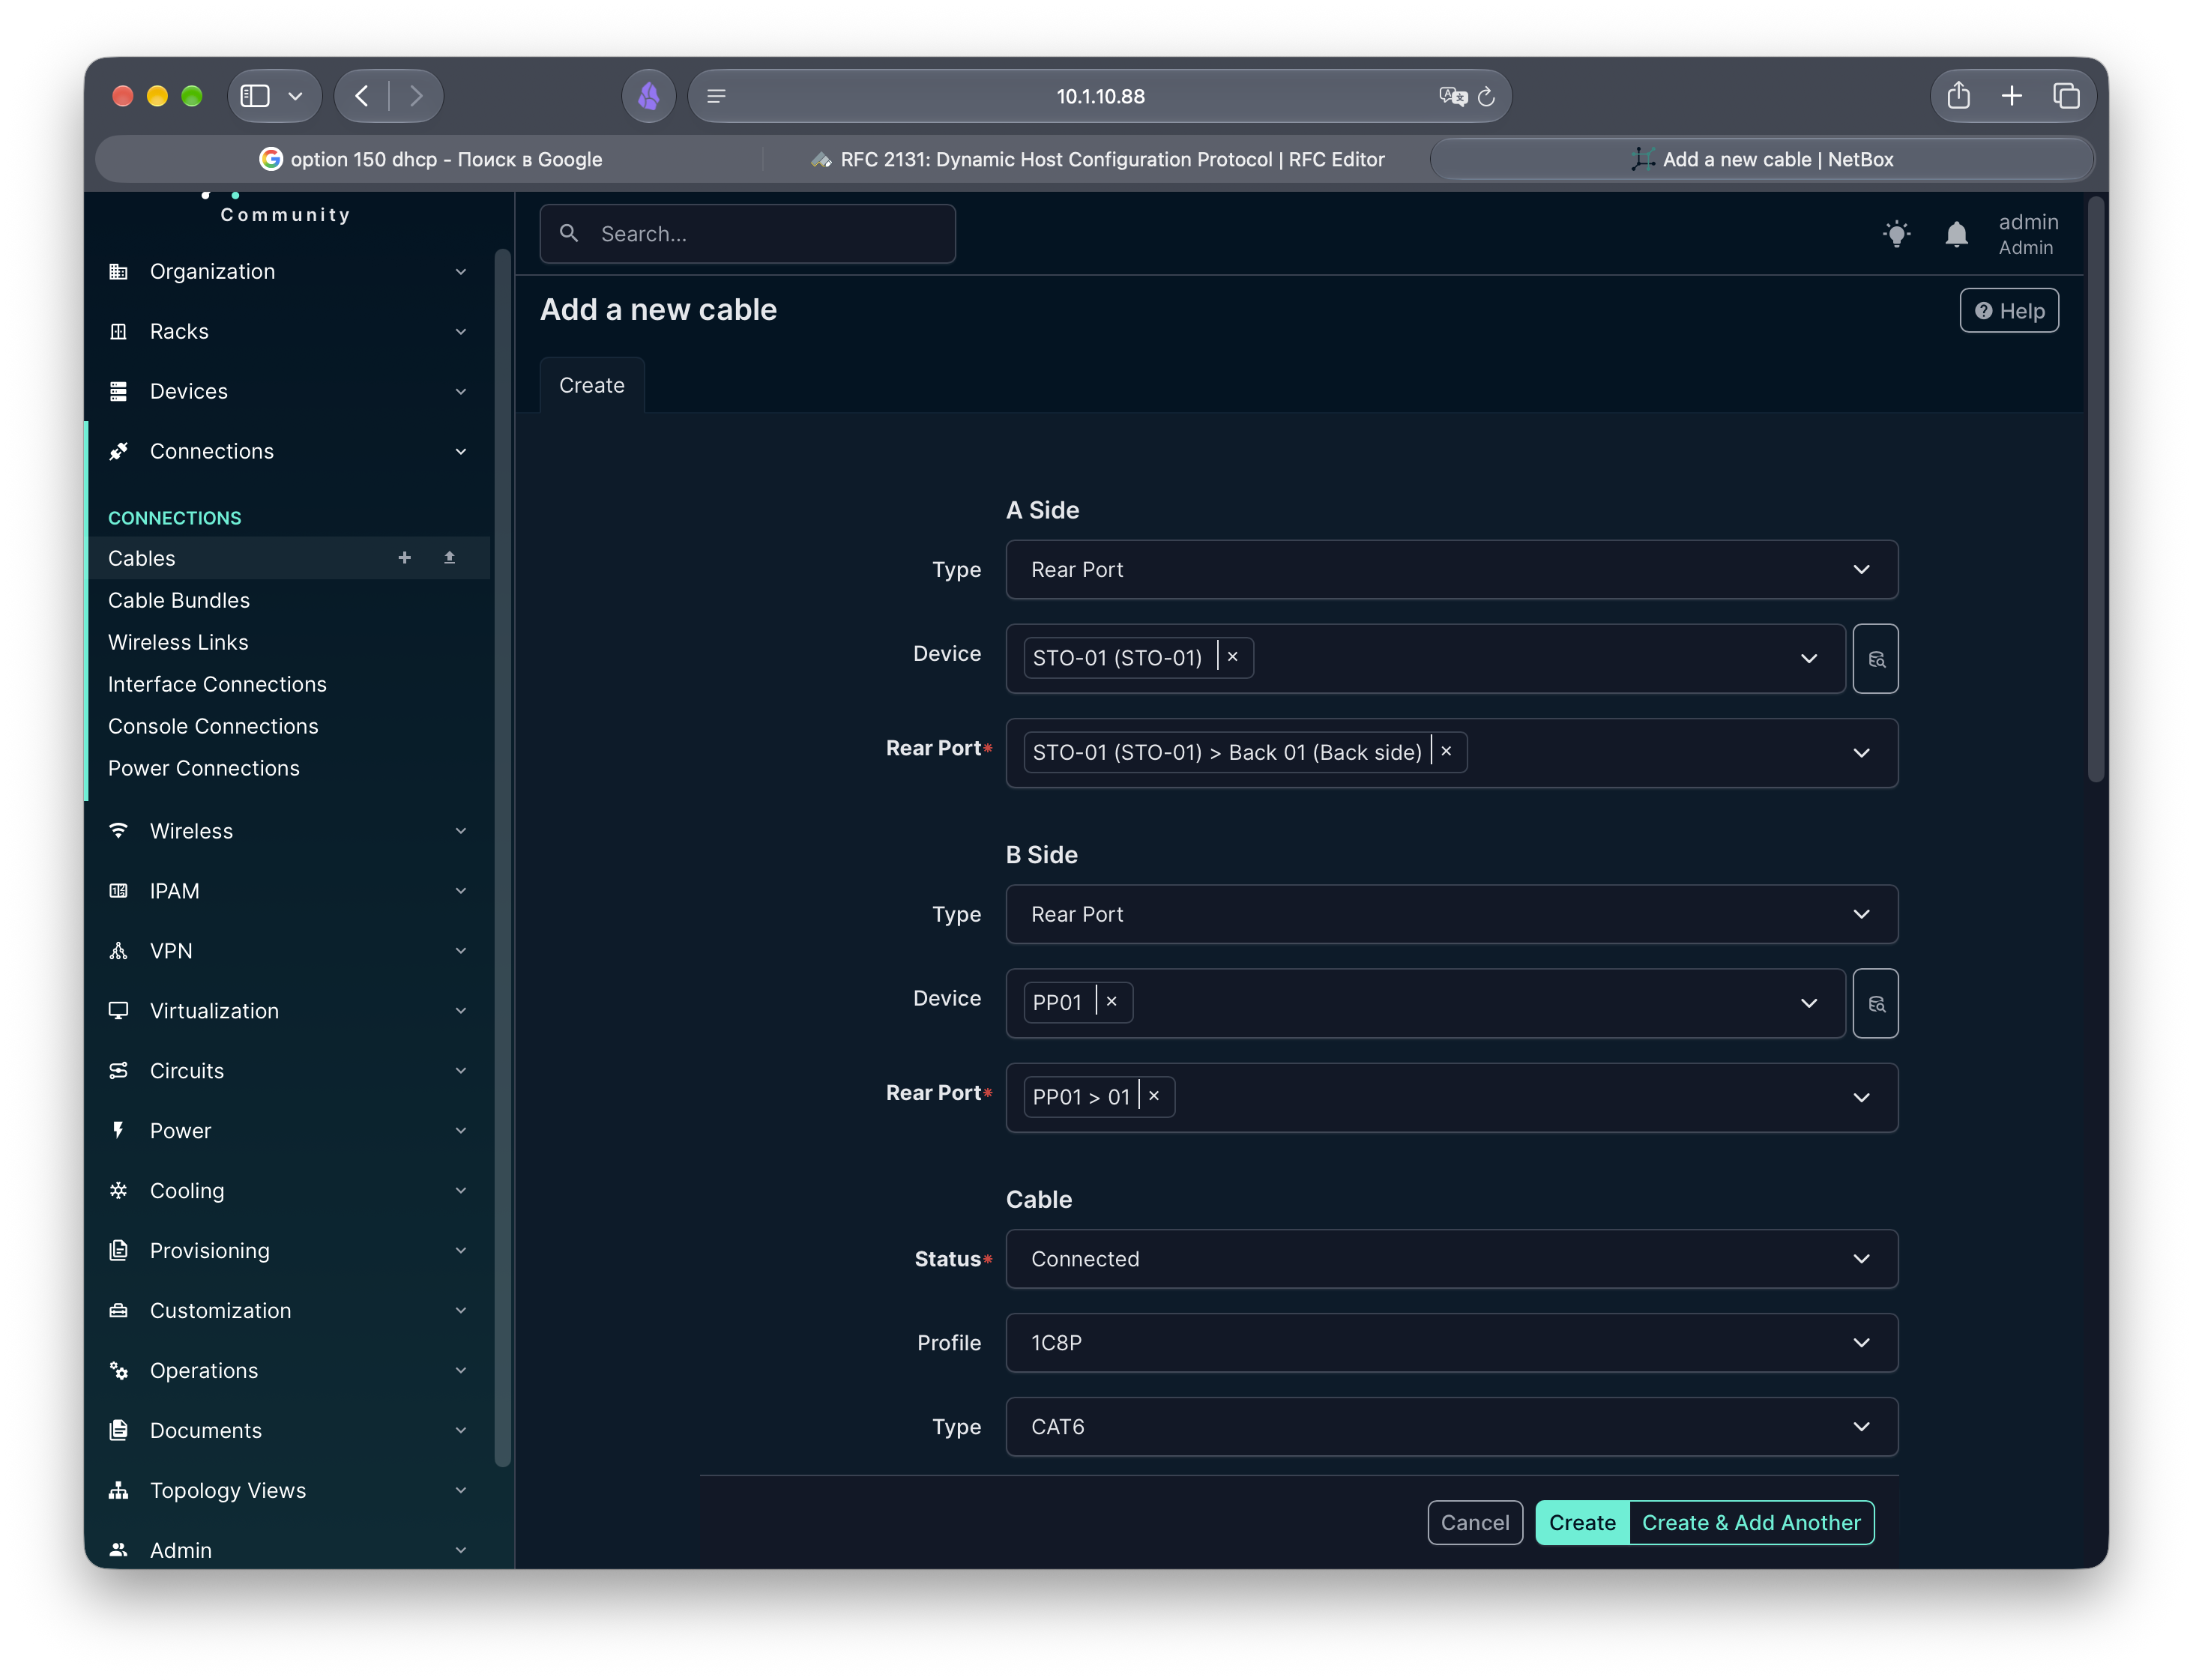 10.1.10.88
option 150 dhcp - Поиск в Google
RFC 2131: Dynamic Host Configuration Protocol | RFC Editor
Add a new cable | NetBox
Community
Organization
Racks
Devices
Connections
CONNECTIONS
Cables
Cable Bundles
Wireless Links
Interface Connections
Console Connections
Power Connections
Wireless
IPAM
VPN
Virtualization
Circuits
Power
Cooling
Provisioning
Customization
Operations
Documents
Topology Views
Admin
Search...
admin
Admin
Add a new cable
Help
Create
A Side
Type
Rear Port
Device
STO-01 (STO-01) ×
Rear Port*
STO-01 (STO-01) > Back 01 (Back side) ×
B Side
Type
Rear Port
Device
PP01 ×
Rear Port*
PP01 > 01 ×
Cable
Status*
Connected
Profile
1C8P
Type
CAT6
Cancel
Create
Create & Add Another